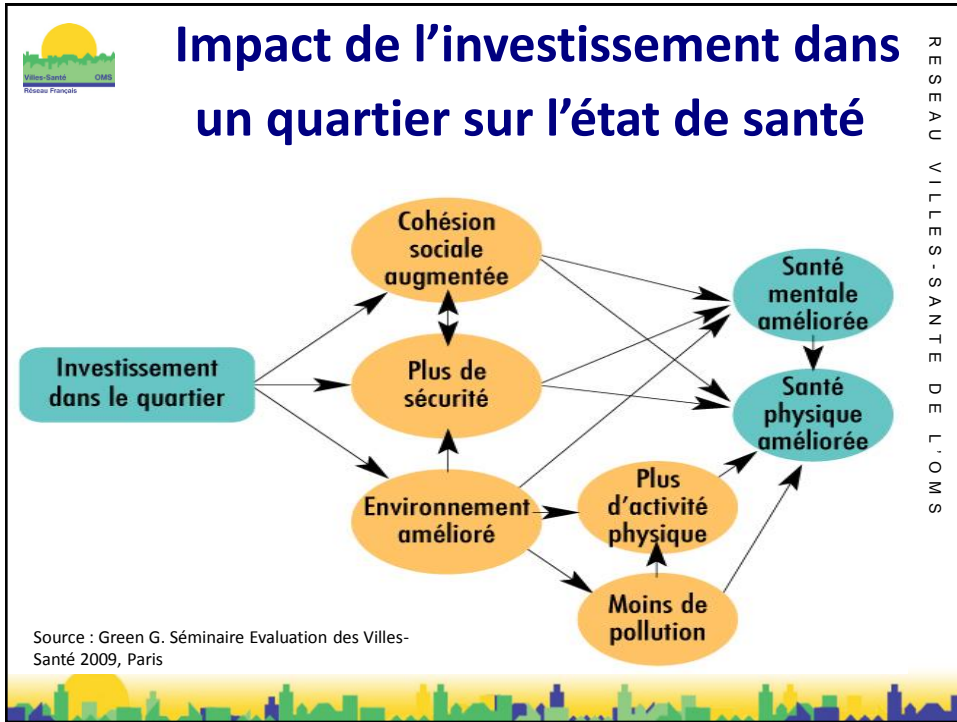 Impact de l’investissement dans
un quartier sur l’état de santé
Villes-Santé OMS
Réseau Français
RESEAU VILLES-SANTE DE L’OMS
Cohésion
sociale
augmentée
Santé
mentale
améliorée
Investissement
dans le quartier
Plus de
sécurité
Santé
physique
améliorée
Environnement
amélioré
Plus
d’activité
physique
Moins de
pollution
Source : Green G. Séminaire Evaluation des Villes-
Santé 2009, Paris